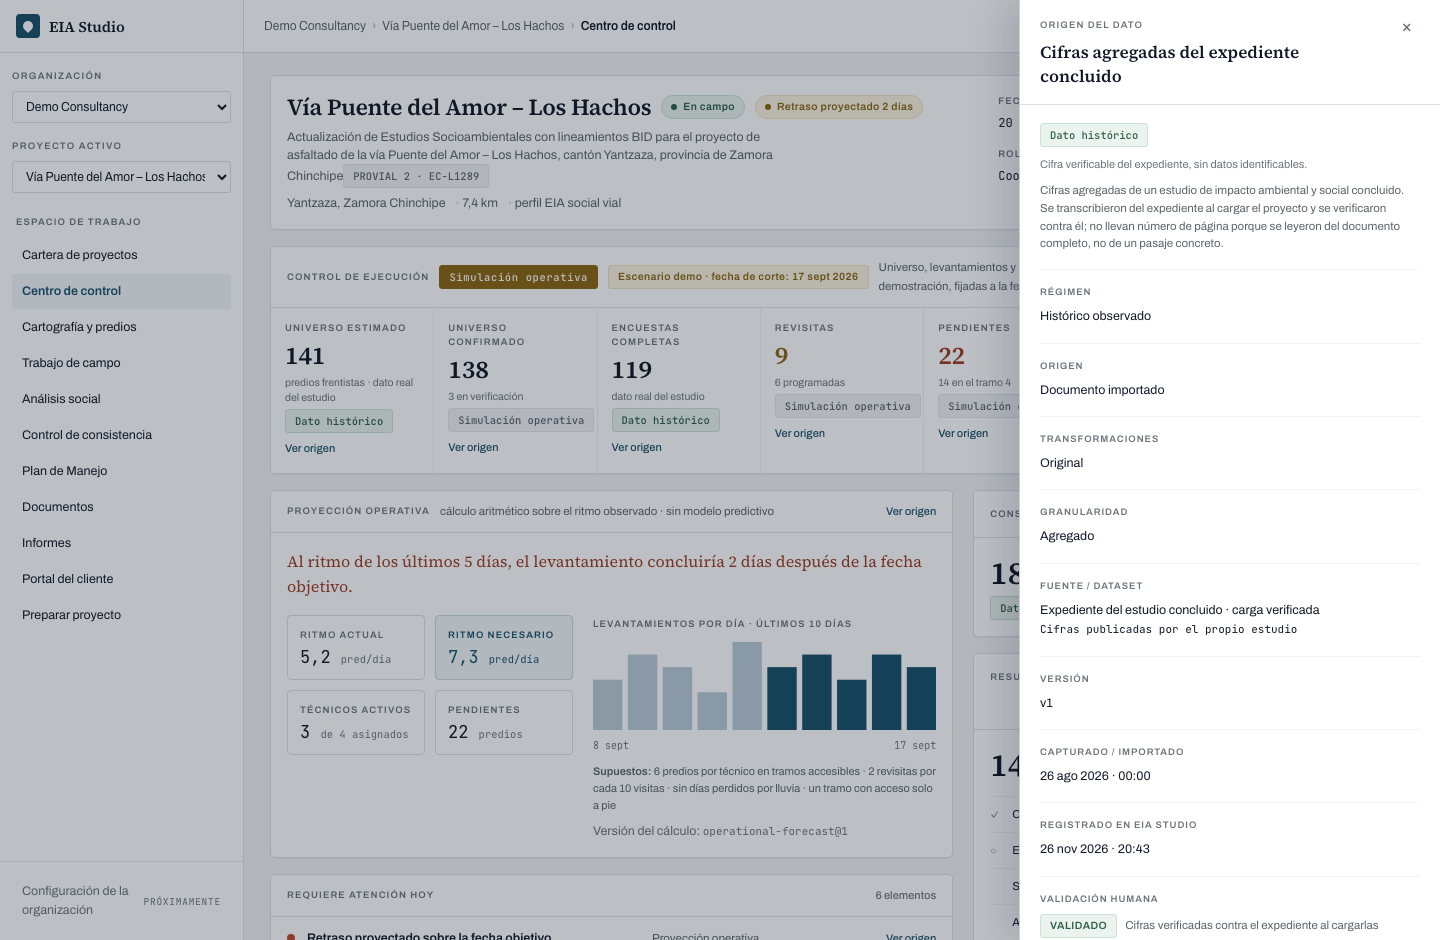 EIA Studio
ORGANIZACIÓN
Demo Consultancy
PROYECTO ACTIVO
Vía Puente del Amor – Los Hachos
ESPACIO DE TRABAJO
Cartera de proyectos
Centro de control
Cartografía y predios
Trabajo de campo
Análisis social
Control de consistencia
Plan de Manejo
Documentos
Informes
Portal del cliente
Preparar proyecto
Configuración de la
organización
PRÓXIMAMENTE
Demo Consultancy › Vía Puente del Amor – Los Hachos › Centro de control
Vía Puente del Amor – Los Hachos
En campo
Retraso proyectado 2 días
Actualización de Estudios Socioambientales con lineamientos BID para el proyecto de
asfaltado de la vía Puente del Amor – Los Hachos, cantón Yantzaza, provincia de Zamora
Chinchipe PROVIAL 2 · EC-L1289
Yantzaza, Zamora Chinchipe · 7,4 km · perfil EIA social vial
20
CONTROL DE EJECUCIÓN
Simulación operativa
Escenario demo · fecha de corte: 17 sept 2026
Universo, levantamientos y
demostración, fijadas a la fe
UNIVERSO ESTIMADO
141
predios frentistas · dato real
del estudio
Dato histórico
Ver origen
UNIVERSO
CONFIRMADO
138
3 en verificación
Simulación operativa
Ver origen
ENCUESTAS
COMPLETAS
119
dato real del estudio
Dato histórico
Ver origen
REVISITAS
9
6 programadas
Simulación operativa
Ver origen
PENDIENTES
22
14 en el tramo 4
Simulación
Ver origen
PROYECCIÓN OPERATIVA
cálculo aritmético sobre el ritmo observado · sin modelo predictivo
Ver origen
Al ritmo de los últimos 5 días, el levantamiento concluiría 2 días después de la fecha
objetivo.
RITMO ACTUAL
5,2 pred/día
RITMO NECESARIO
7,3 pred/día
TÉCNICOS ACTIVOS
3 de 4 asignados
PENDIENTES
22 predios
LEVANTAMIENTOS POR DÍA · ÚLTIMOS 10 DÍAS
8 sept
17 sept
Supuestos: 6 predios por técnico en tramos accesibles · 2 revisitas por
cada 10 visitas · sin días perdidos por lluvia · un tramo con acceso solo
a pie
Versión del cálculo: operational-forecast@1
REQUIERE ATENCIÓN HOY
6 elementos
Retraso proyectado sobre la fecha objetivo
Proyección operativa
Ver origen
ORIGEN DEL DATO
×
Cifras agregadas del expediente
concluido
Dato histórico
Cifra verificable del expediente, sin datos identificables.
Cifras agregadas de un estudio de impacto ambiental y social concluido.
Se transcribieron del expediente al cargar el proyecto y se verificaron
contra él; no llevan número de página porque se leyeron del documento
completo, no de un pasaje concreto.
RÉGIMEN
Histórico observado
ORIGEN
Documento importado
TRANSFORMACIONES
Original
GRANULARIDAD
Agregado
FUENTE / DATASET
Expediente del estudio concluido · carga verificada
Cifras publicadas por el propio estudio
VERSIÓN
v1
CAPTURADO / IMPORTADO
26 ago 2026 · 00:00
REGISTRADO EN EIA STUDIO
26 nov 2026 · 20:43
VALIDACIÓN HUMANA
VALIDADO
Cifras verificadas contra el expediente al cargarlas